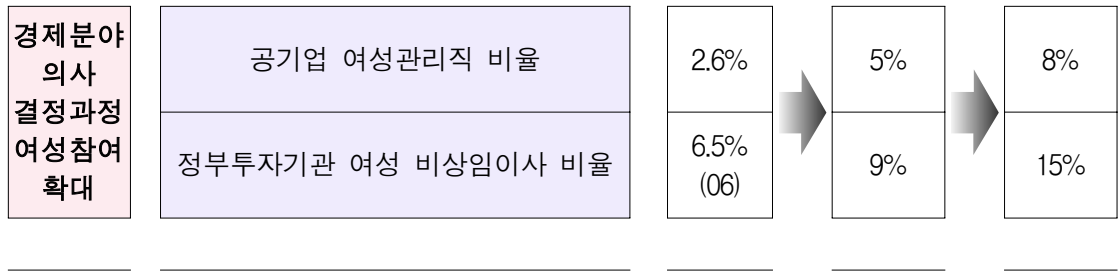 경제분야
의사
결정과정
여성참여
확대
공기업 여성관리직 비율
2.6%
5%
8%
정부투자기관 여성 비상임이사 비율
6.5%
(06)
9%
15%